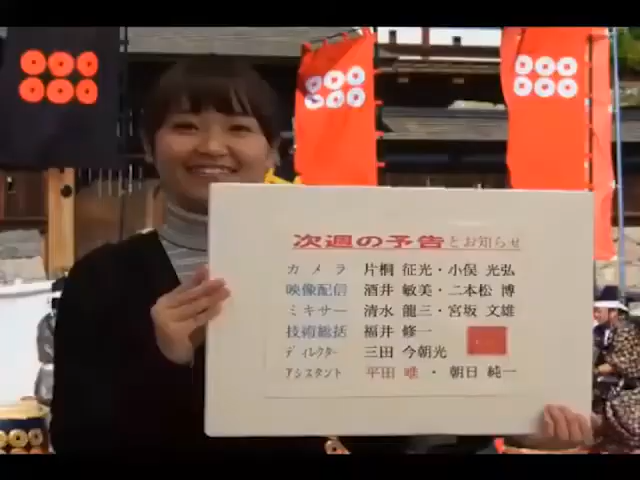 次週の予告とお知らせ
カメラ 片桐 征光・小俣 光弘
映像配信 酒井 敏美・二本松 博
ミキサー 清水 龍三・宮坂 文雄
技術総括 福井 修一
ディレクター 三田 今朝光
アシスタント 平田 唯・朝日 純一